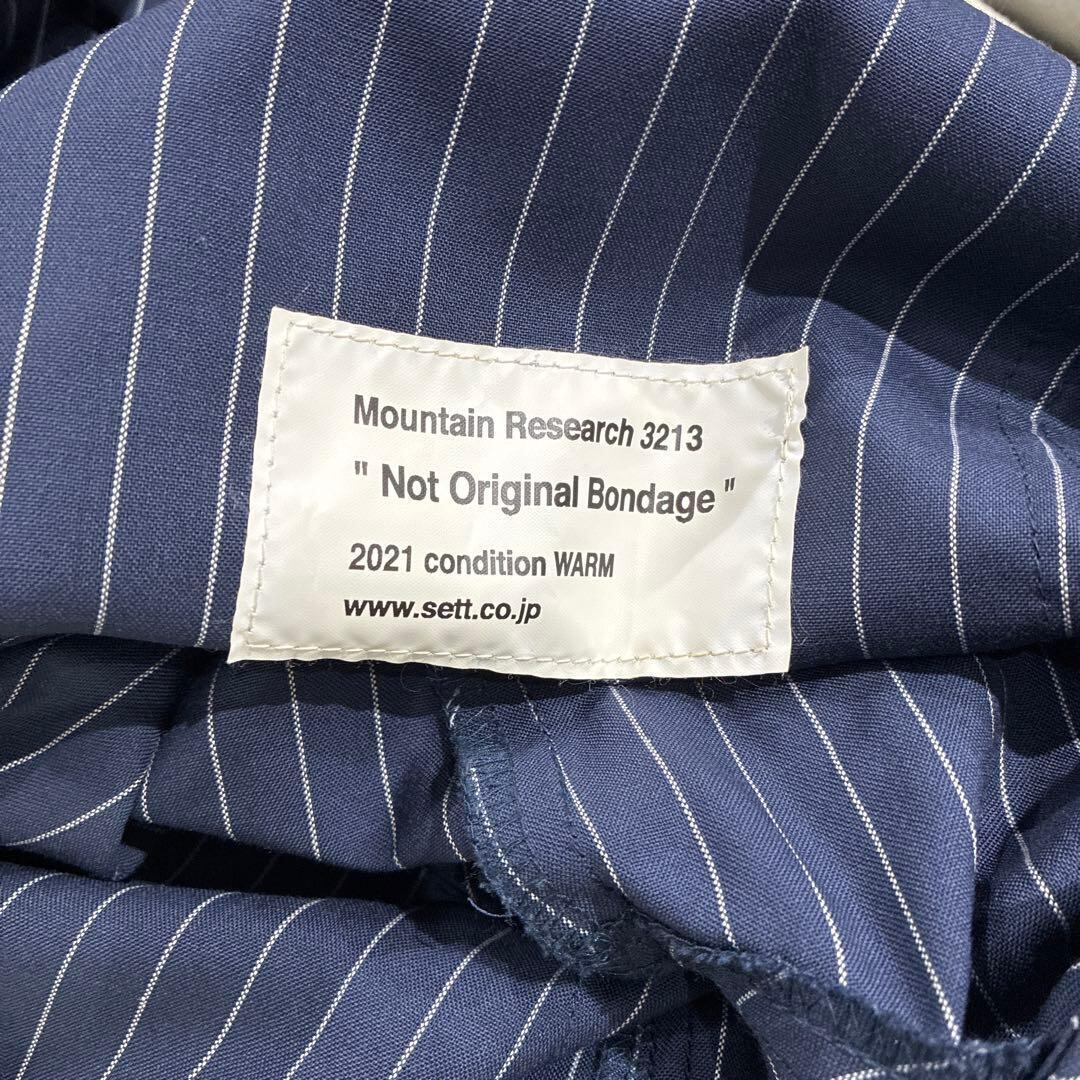 Mountain Research 3213
" Not Original Bondage "
2021 condition WARM
www.sett.co.jp